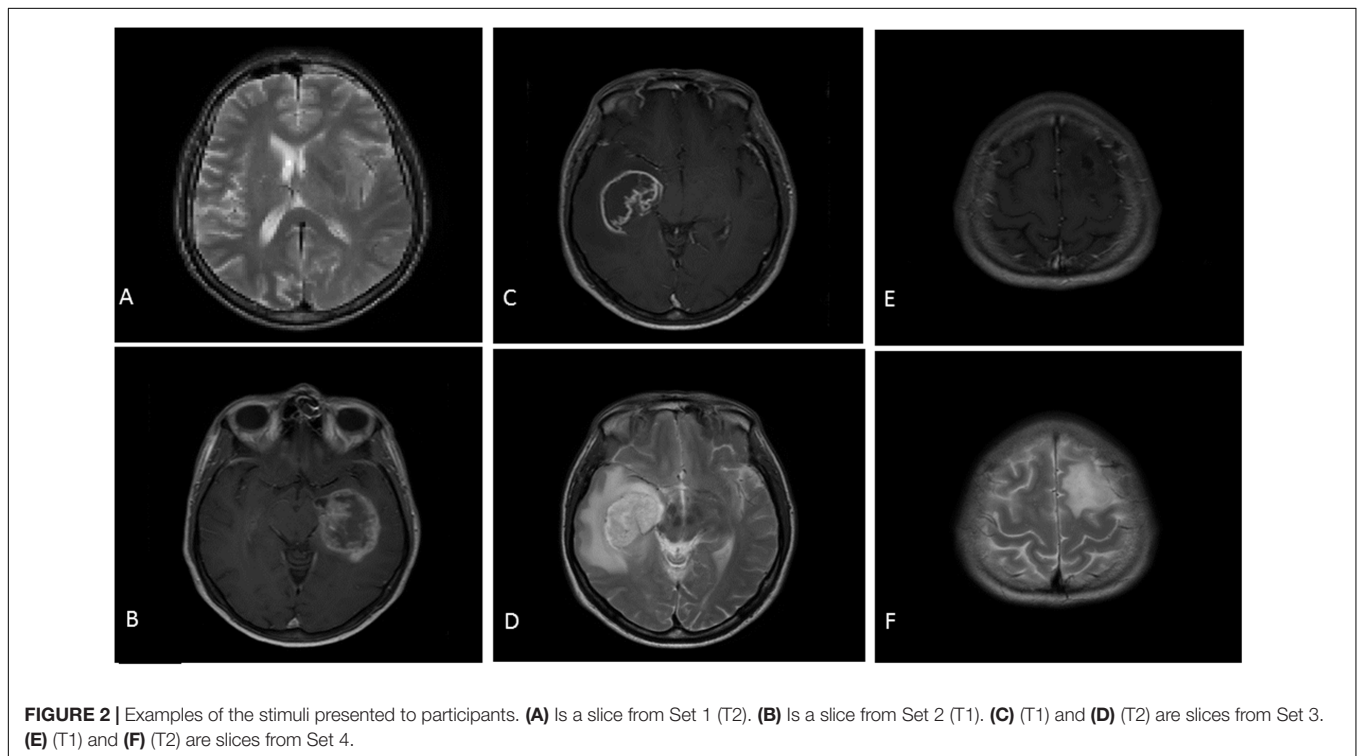 A
C
E
B
D
F
FIGURE 2 | Examples of the stimuli presented to participants. (A) Is a slice from Set 1 (T2). (B) Is a slice from Set 2 (T1). (C) (T1) and (D) (T2) are slices from Set 3.
(E) (T1) and (F) (T2) are slices from Set 4.